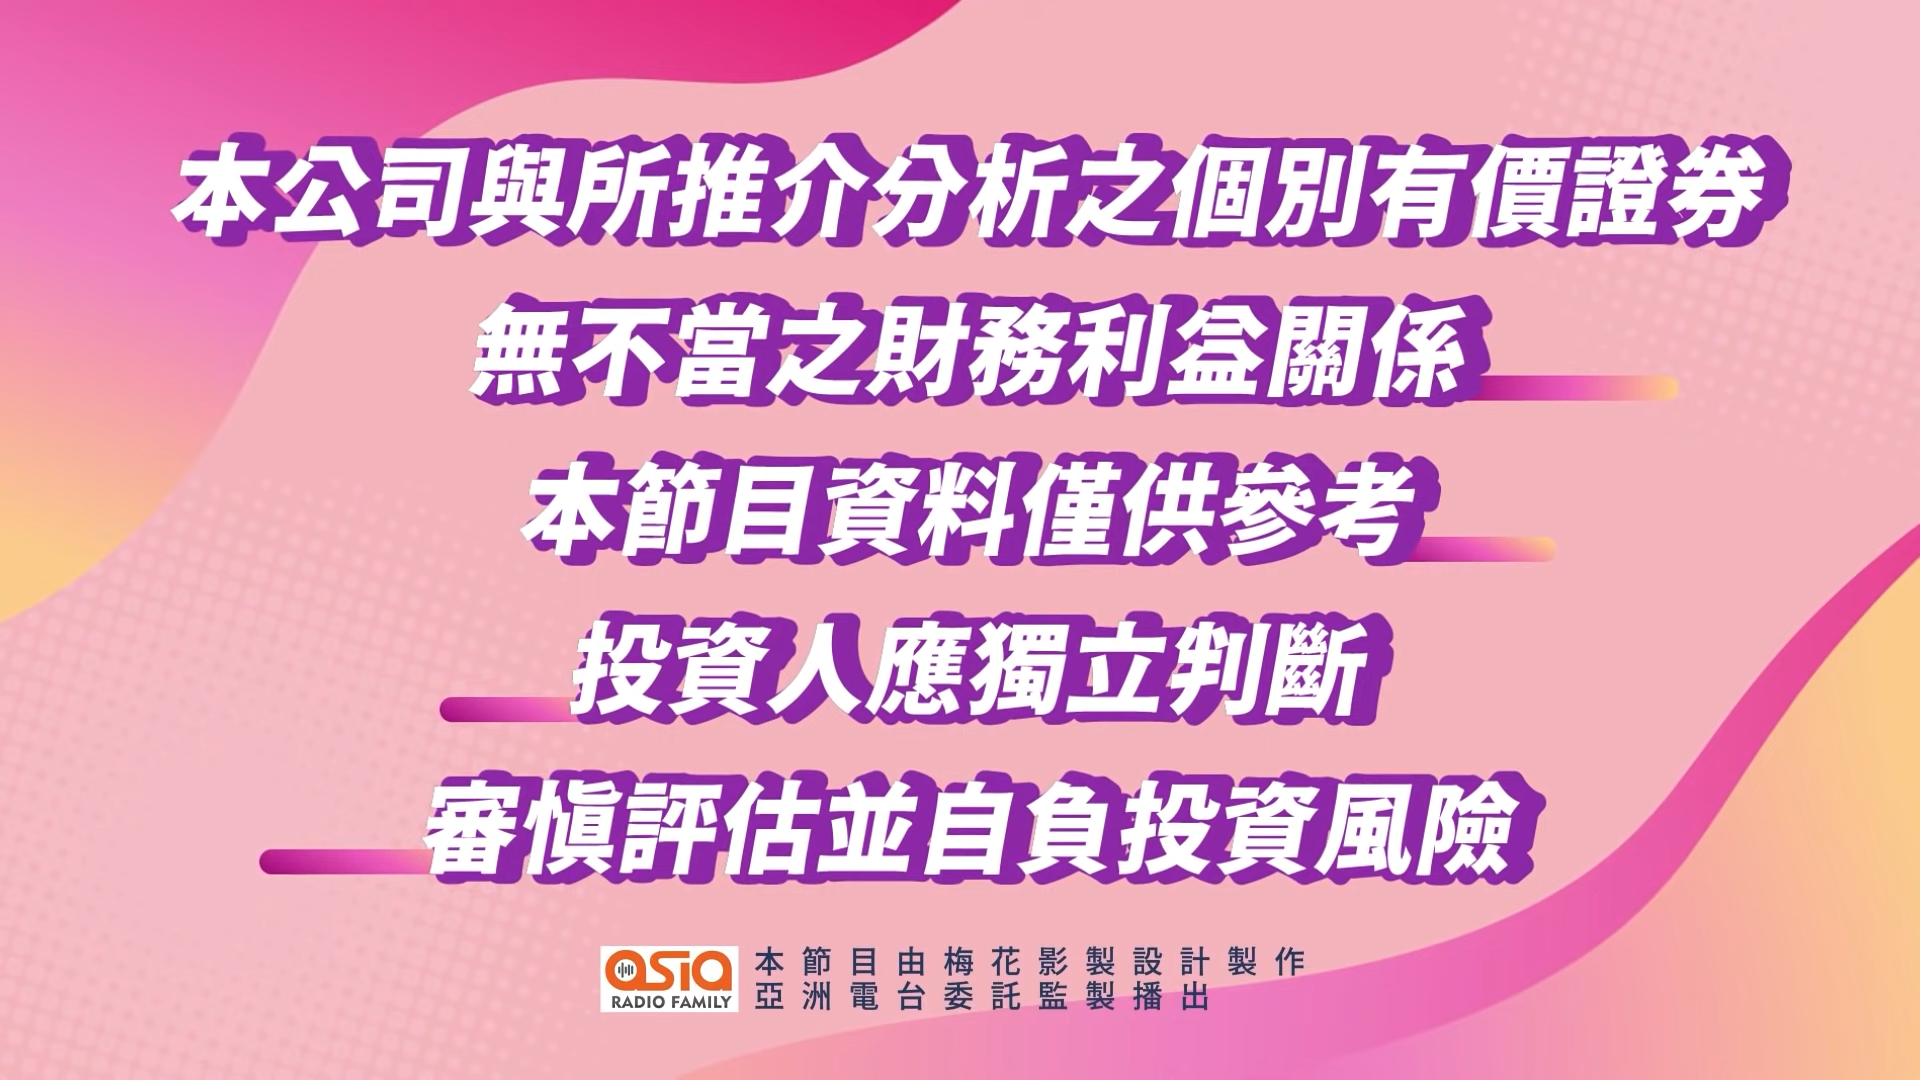 本公司與所推介分析之個別有價證券
無不當之財務利益關係
本節目資料僅供參考
投資人應獨立判斷
審慎評估並自負投資風險
asia
RADIO FAMILY
本節目由梅花影製設計製作
亞洲電台委託監製播出